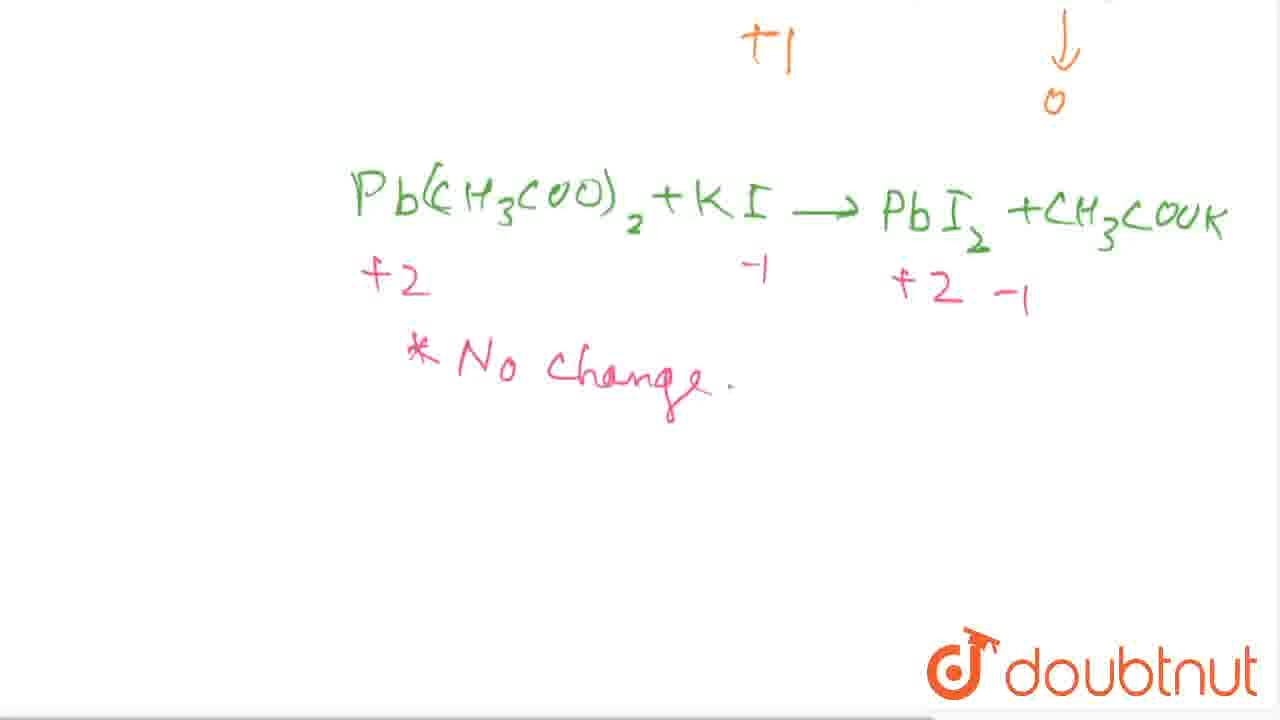 +1 ↓
0
Pb(CH₃COO)₂ + KI → PbI₂ + CH₃COOK
+2 -1 +2 -1
* No change.
doubtnut